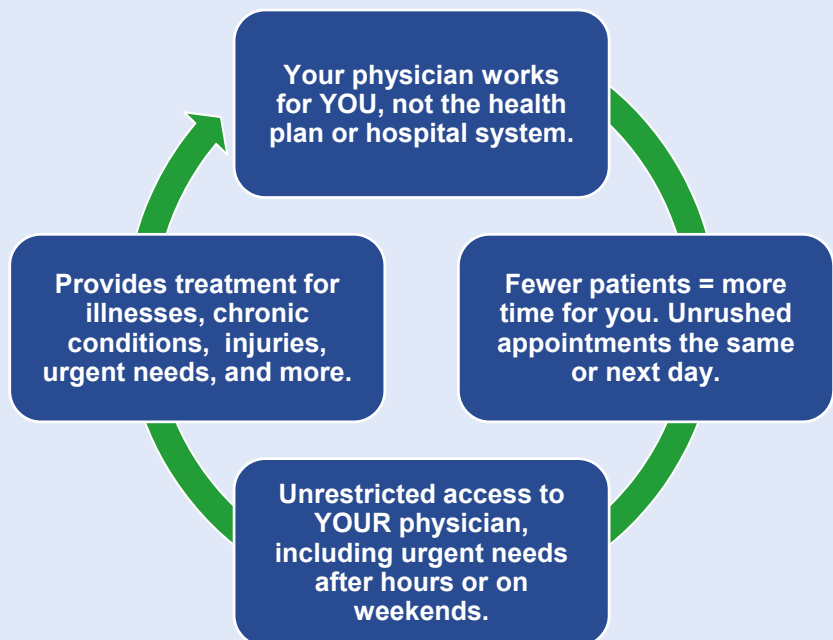 Your physician works
for YOU, not the health
plan or hospital system.
Fewer patients = more
time for you. Unrushed
appointments the same
or next day.
Unrestricted access to
YOUR physician,
including urgent needs
after hours or on
weekends.
Provides treatment for
illnesses, chronic
conditions,  injuries,
urgent needs, and more.